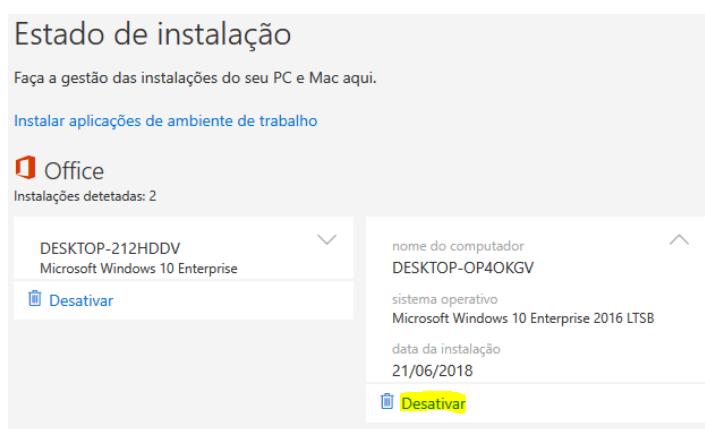 Estado de instalação
Faça a gestão das instalações do seu PC e Mac aqui.
Instalar aplicações de ambiente de trabalho
Office
Instalações detetadas: 2
DESKTOP-212HDDV
Microsoft Windows 10 Enterprise
Desativar
nome do computador
DESKTOP-OP4OKGV
sistema operativo
Microsoft Windows 10 Enterprise 2016 LTSB
data da instalação
21/06/2018
Desativar